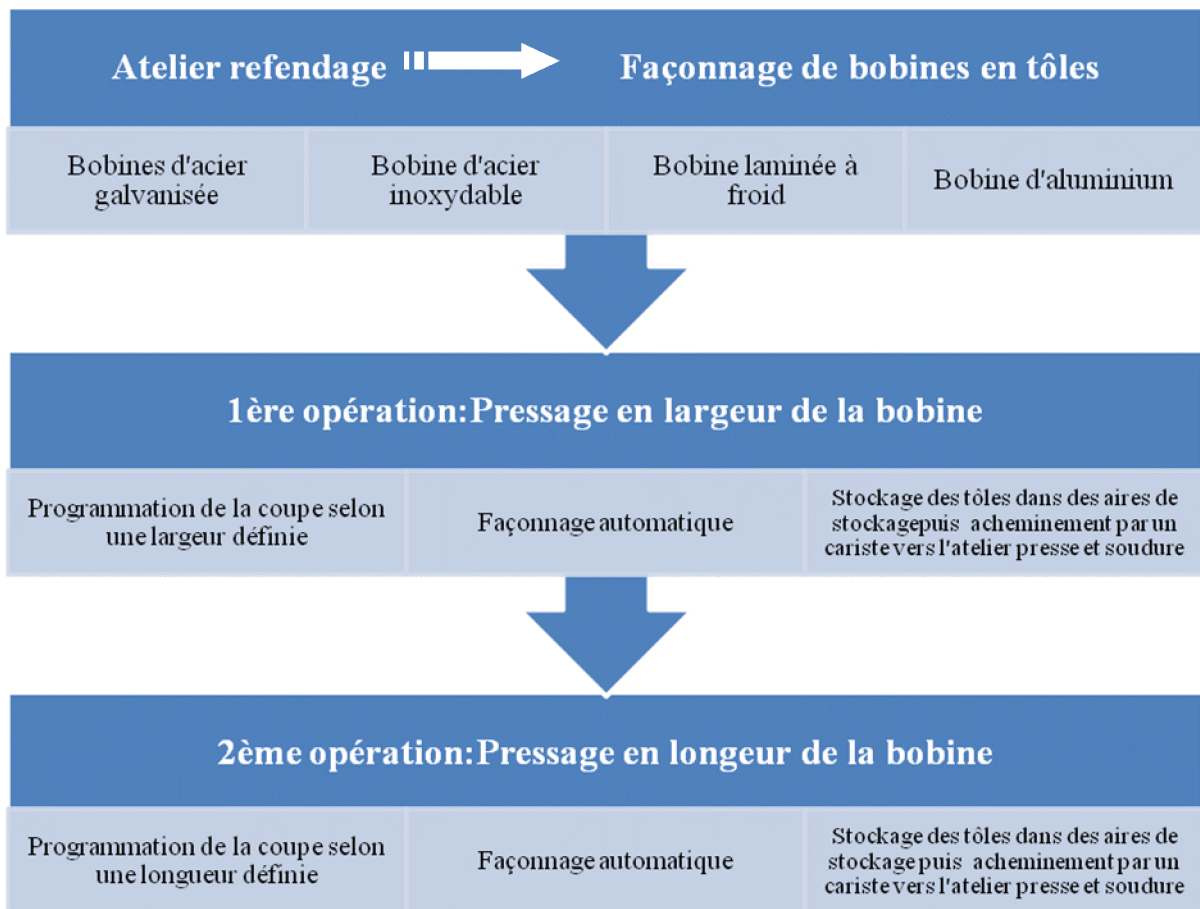 Atelier refendage
Façonnage de bobines en tôles
Bobines d'acier
galvanisée
Bobine d'acier
inoxydable
Bobine laminée à
froid
Bobine d'aluminium
1ère opération:Pressage en largeur de la bobine
Programmation de la coupe selon
une largeur définie
Façonnage automatique
Stockage des tôles dans des aires de
stockagepuis acheminement par un
cariste vers l'atelier presse et soudure
2ème opération:Pressage en longeur de la bobine
Programmation de la coupe selon
une longueur définie
Façonnage automatique
Stockage des tôles dans des aires de
stockage puis acheminement par un
cariste vers l'atelier presse et soudure